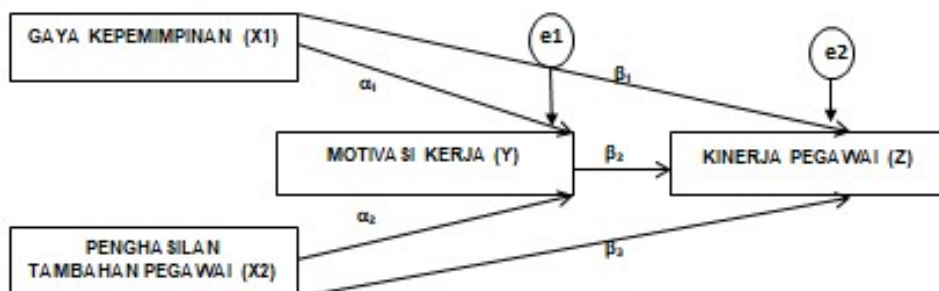 GAYA KEPEMIMPINAN (X1)
e1
e2
α₁
β₁
MOTIVASI KERJA (Y)
β₂
KINERJA PEGAWAI (Z)
α₂
β₃
PENGHASILAN
TAMBAHAN PEGAWAI (X2)